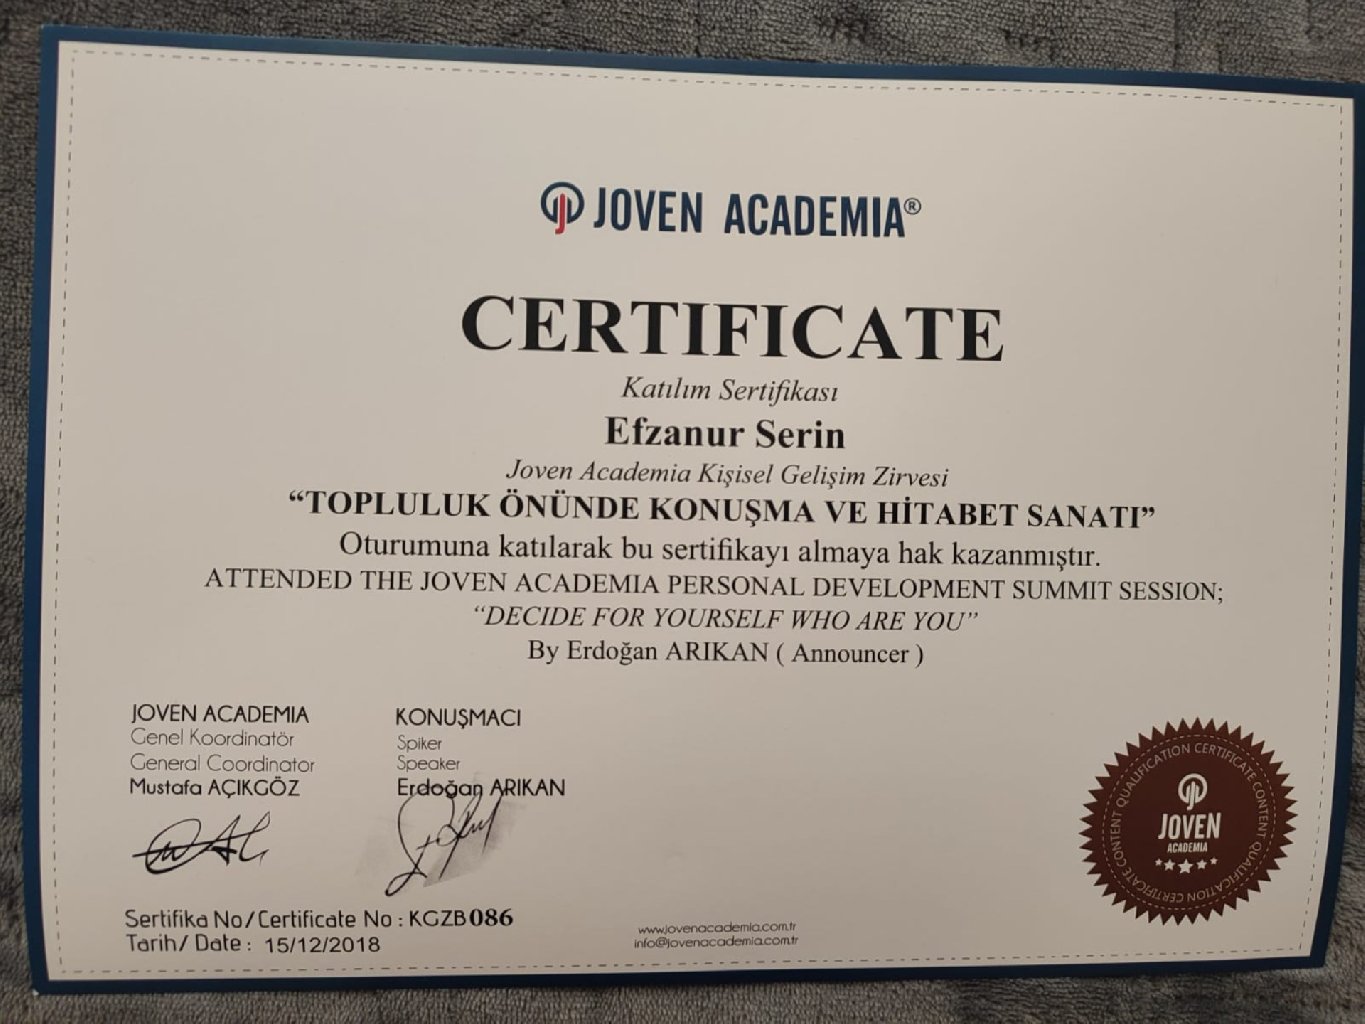 JOVEN ACADEMIA®
CERTIFICATE
Katılım Sertifikası
Efzanur Serin
Joven Academia Kişisel Gelişim Zirvesi
“TOPLULUK ÖNÜNDE KONUŞMA VE HİTABET SANATI”
Oturumuna katılarak bu sertifikayı almaya hak kazanmıştır.
ATTENDED THE JOVEN ACADEMIA PERSONAL DEVELOPMENT SUMMIT SESSION;
“DECIDE FOR YOURSELF WHO ARE YOU”
By Erdoğan ARIKAN ( Announcer )
JOVEN ACADEMIA
Genel Koordinatör
General Coordinator
Mustafa AÇIKGÖZ
KONUŞMACI
Spiker
Speaker
Erdoğan ARIKAN
Sertifika No/Certificate No : KGZB086
Tarih/ Date : 15/12/2018
www.jovenacademia.com.tr
info@jovenacademia.com.tr
CONTENT QUALIFICATION CERTIFICATE CONTENT QUALIFICATION CERTIFICATE
JOVEN
ACADEMIA